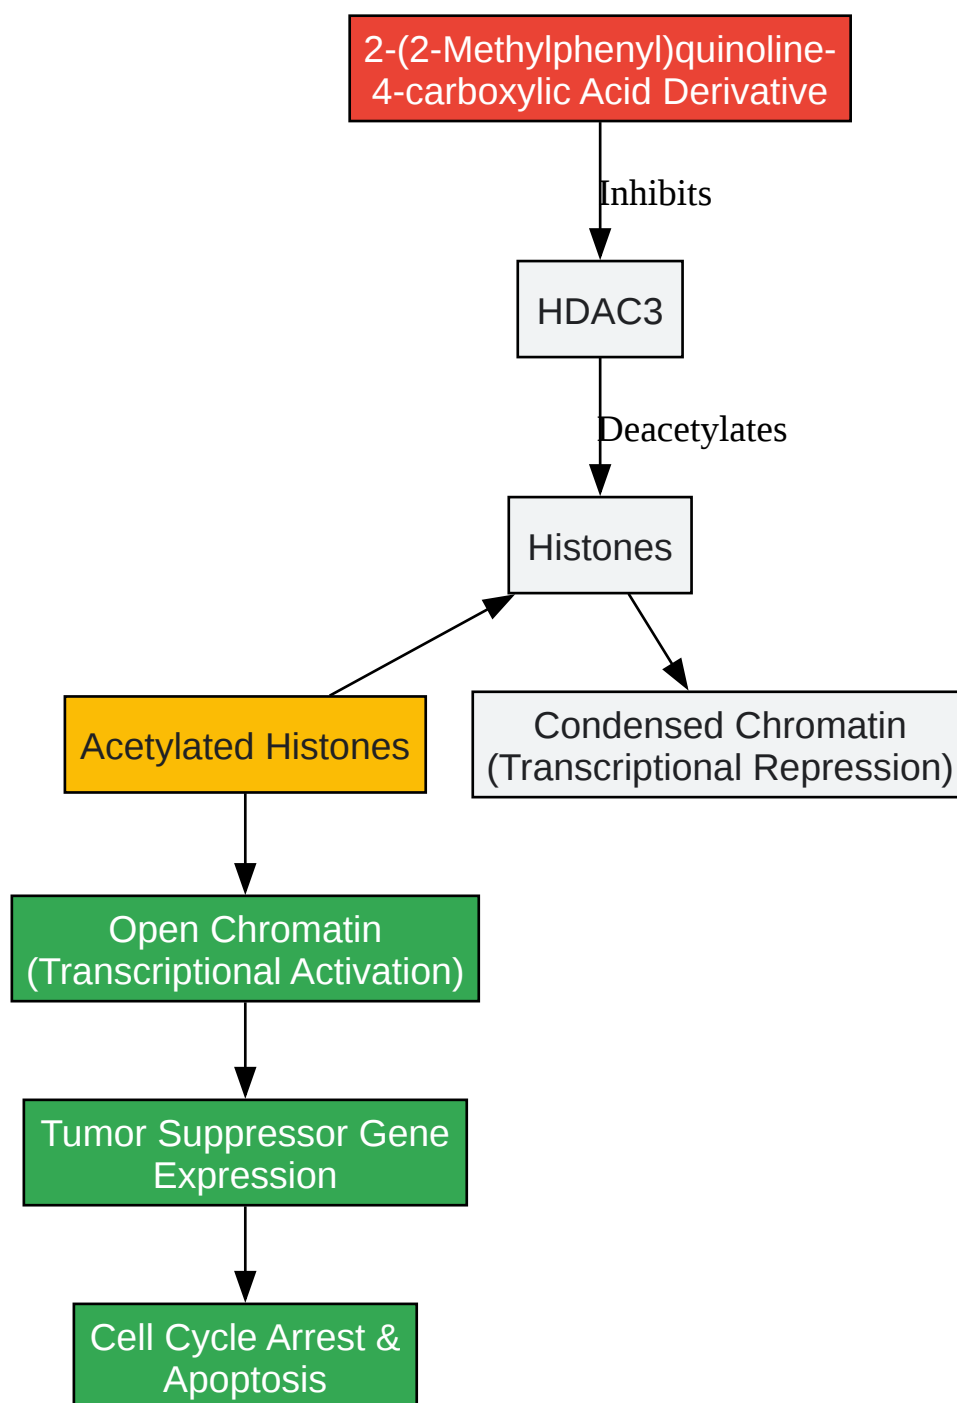 2-(2-Methylphenyl)quinoline-
4-carboxylic Acid Derivative
Inhibits
HDAC3
Deacetylates
Histones
Acetylated Histones
Condensed Chromatin
(Transcriptional Repression)
Open Chromatin
(Transcriptional Activation)
Tumor Suppressor Gene
Expression
Cell Cycle Arrest &
Apoptosis